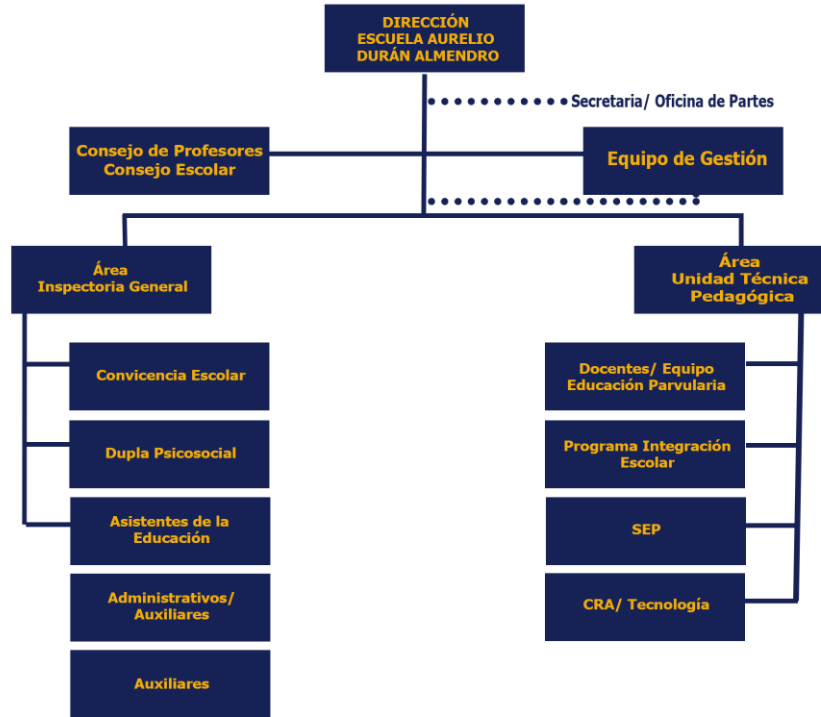 DIRECCIÓN
ESCUELA AURELIO
DURÁN ALMENDRO
Secretaria/ Oficina de Partes
Consejo de Profesores
Consejo Escolar
Equipo de Gestión
Área
Inspectoria General
Área
Unidad Técnica
Pedagógica
Convicencia Escolar
Dupla Psicosocial
Asistentes de la
Educación
Administrativos/
Auxiliares
Auxiliares
Docentes/ Equipo
Educación Parvularia
Programa Integración
Escolar
SEP
CRA/ Tecnología